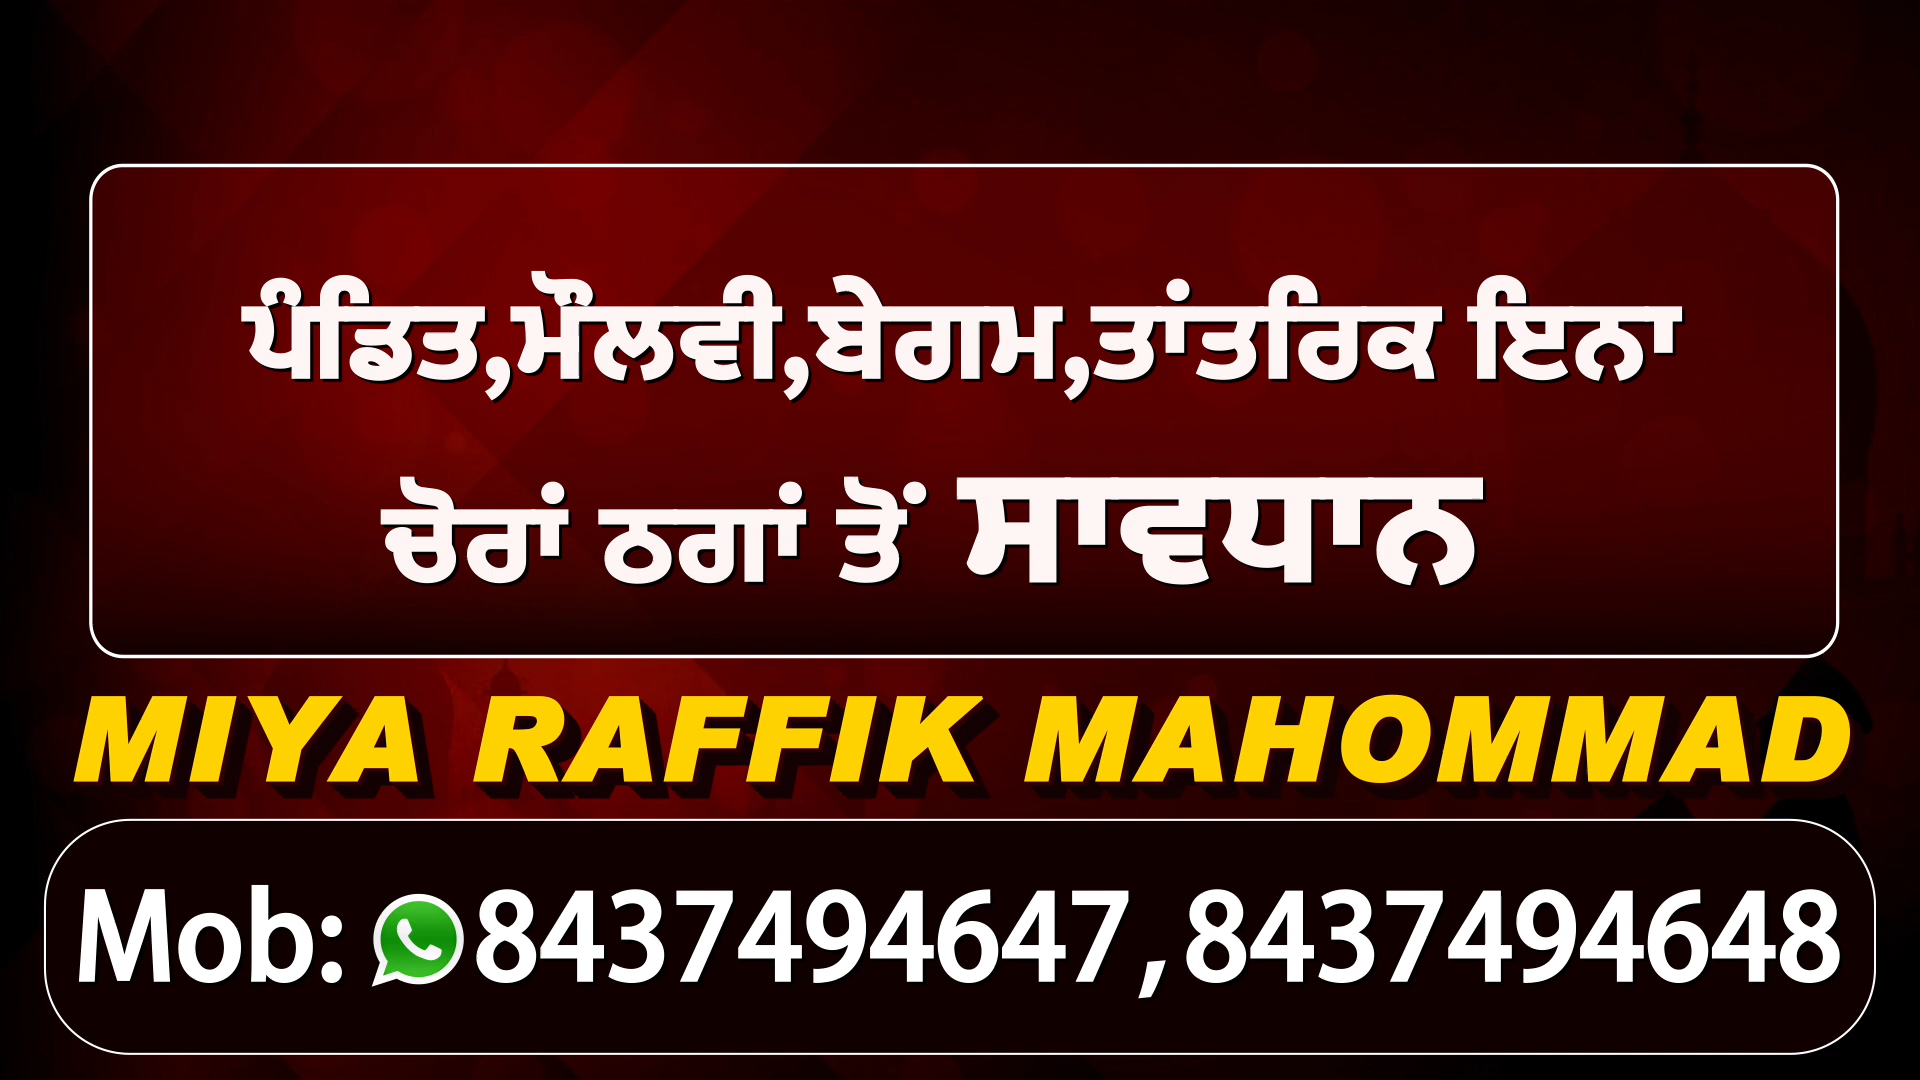 ਪੰਡਿਤ,ਮੌਲਵੀ,ਬੇਗਮ,ਤਾਂਤਰਿਕ ਇਨਾ
ਚੋਰਾਂ ਠਗਾਂ ਤੋਂ ਸਾਵਧਾਨ
MIYA RAFFIK MAHOMMAD
Mob: 8437494647, 8437494648